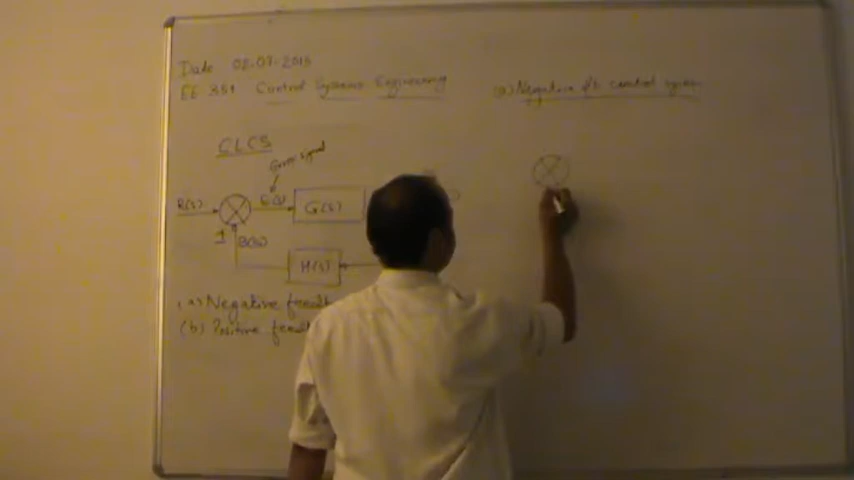 Date 02-07-2015
EE 351 Control Systems Engineering
CLCS
Error signal
R(s)
E(s)
G(s)
B(s)
H(s)
(a) Negative feedb
(b) Positive feedb
(a) Negative f/b control system